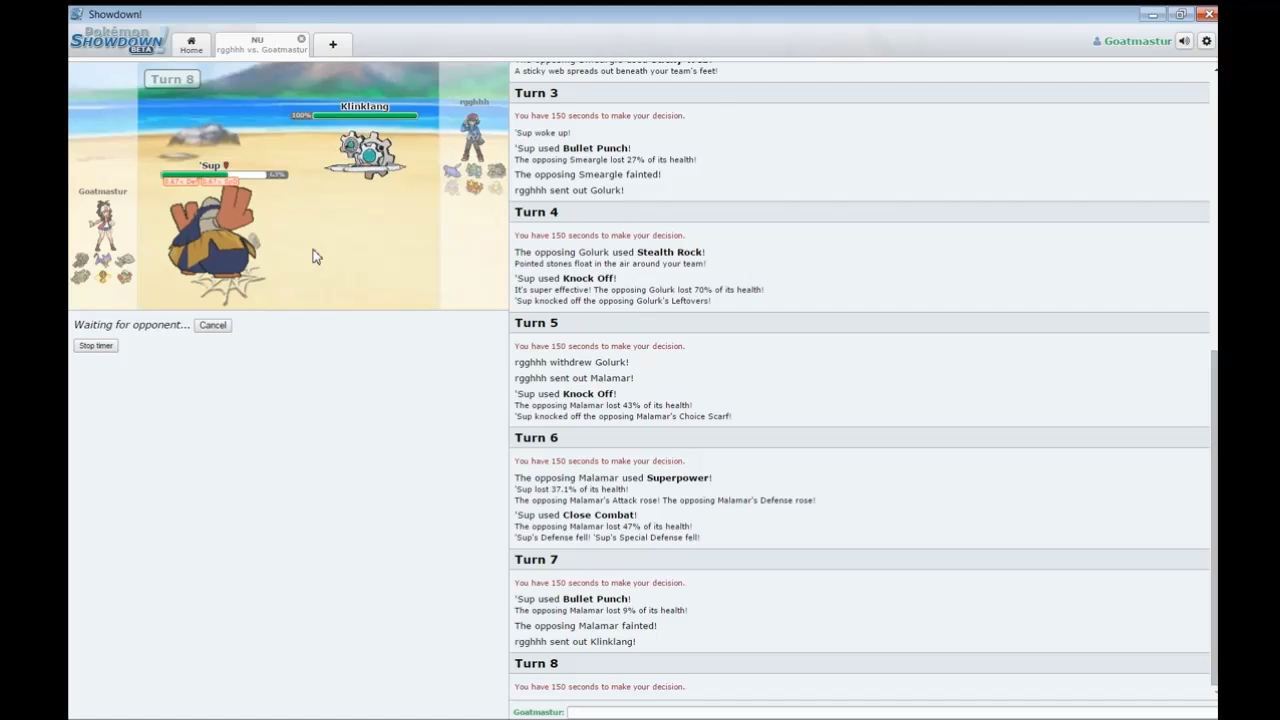 Showdown!
Pokémon
SHOWDOWN
BETA
Home
NU
rgghhh vs. Goatmastur
+
Goatmastur
Turn 8
Klinklang
100%
rgghhh
'Sup
63%
Goatmastur
Waiting for opponent... Cancel
Stop timer
A sticky web spreads out beneath your team's feet!
Turn 3
You have 150 seconds to make your decision.
'Sup woke up!
'Sup used Bullet Punch!
The opposing Smeargle lost 27% of its health!
The opposing Smeargle fainted!
rgghhh sent out Golurk!
Turn 4
You have 150 seconds to make your decision.
The opposing Golurk used Stealth Rock!
Pointed stones float in the air around your team!
'Sup used Knock Off!
It's super effective! The opposing Golurk lost 70% of its health!
'Sup knocked off the opposing Golurk's Leftovers!
Turn 5
You have 150 seconds to make your decision.
rgghhh withdrew Golurk!
rgghhh sent out Malamar!
'Sup used Knock Off!
The opposing Malamar lost 43% of its health!
'Sup knocked off the opposing Malamar's Choice Scarf!
Turn 6
You have 150 seconds to make your decision.
The opposing Malamar used Superpower!
'Sup lost 37.1% of its health!
The opposing Malamar's Attack rose! The opposing Malamar's Defense rose!
'Sup used Close Combat!
The opposing Malamar lost 47% of its health!
'Sup's Defense fell! 'Sup's Special Defense fell!
Turn 7
You have 150 seconds to make your decision.
'Sup used Bullet Punch!
The opposing Malamar lost 9% of its health!
The opposing Malamar fainted!
rgghhh sent out Klinklang!
Turn 8
You have 150 seconds to make your decision.
Goatmastur: